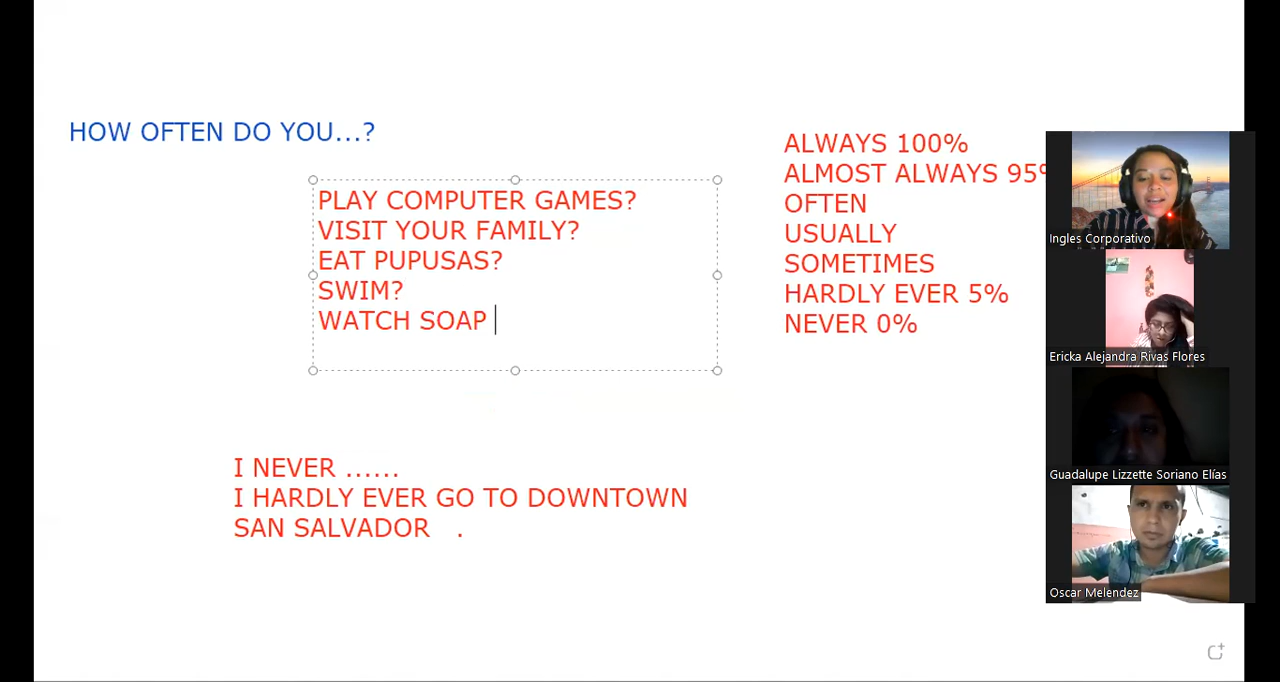 HOW OFTEN DO YOU...?
PLAY COMPUTER GAMES?
VISIT YOUR FAMILY?
EAT PUPUSAS?
SWIM?
WATCH SOAP
I NEVER ......
I HARDLY EVER GO TO DOWNTOWN
SAN SALVADOR .
ALWAYS 100%
ALMOST ALWAYS 95%
OFTEN
USUALLY
SOMETIMES
HARDLY EVER 5%
NEVER 0%
Ingles Corporativo
Ericka Alejandra Rivas Flores
Guadalupe Lizzette Soriano Elías
Oscar Melendez